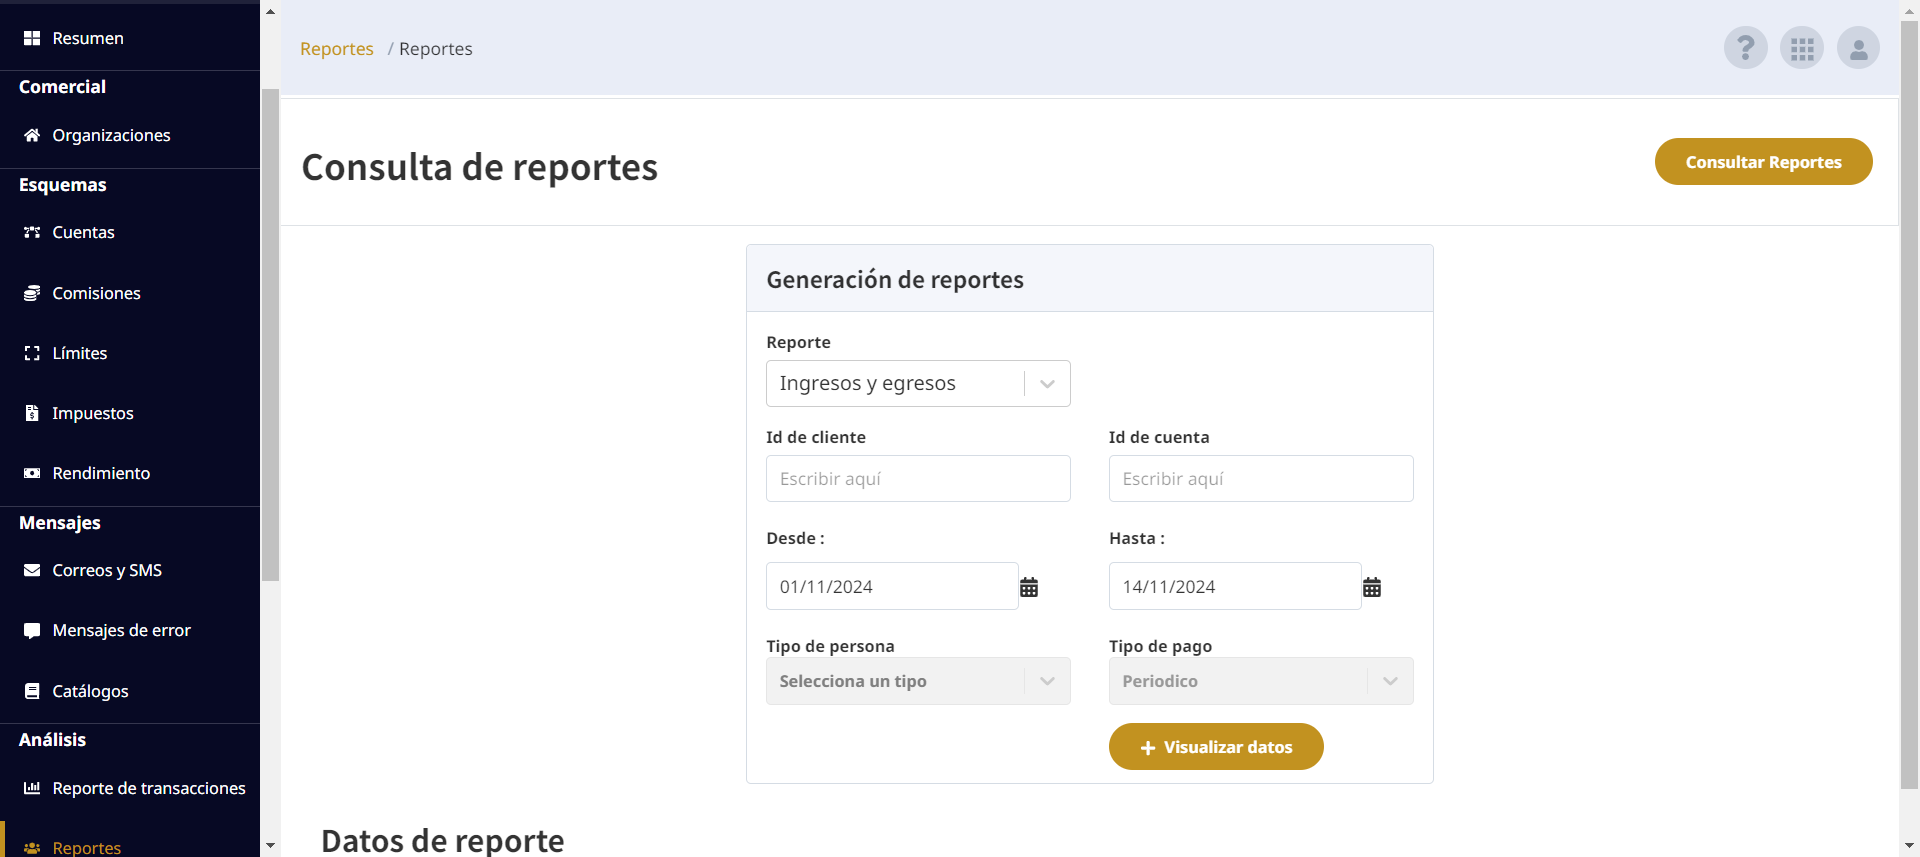 Resumen
Comercial
Organizaciones
Esquemas
Cuentas
Comisiones
Límites
Impuestos
Rendimiento
Mensajes
Correos y SMS
Mensajes de error
Catálogos
Análisis
Reporte de transacciones
Reportes
Reportes / Reportes
?
Consulta de reportes
Consultar Reportes
Generación de reportes
Reporte
Ingresos y egresos
Id de cliente
Escribir aquí
Id de cuenta
Escribir aquí
Desde :
01/11/2024
Hasta :
14/11/2024
Tipo de persona
Selecciona un tipo
Tipo de pago
Periodico
+ Visualizar datos
Datos de reporte